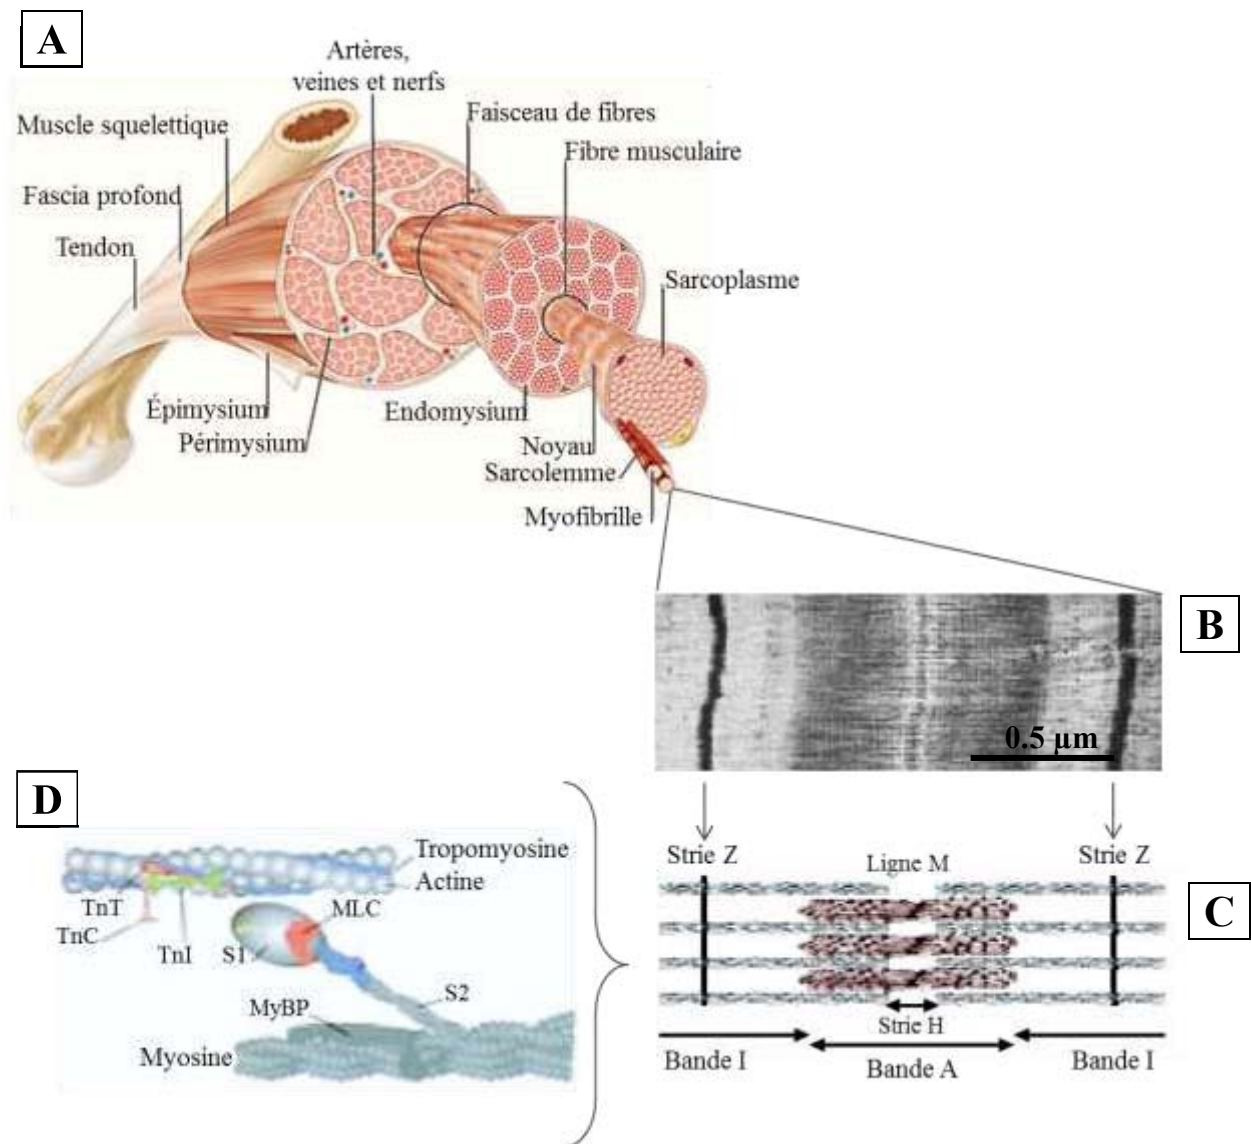 A
Artères,
veines et nerfs
Faisceau de fibres
Muscle squelettique
Fibre musculaire
Fascia profond
Tendon
Sarcoplasme
Épimysium
Endomysium
Périmysium
Noyau
Sarcolemme
Myofibrille
B
0.5 µm
D
Tropomyosine
Actine
TnT
MLC
TnC
TnI
S1
S2
MyBP
Myosine
Strie Z
Ligne M
Strie Z
C
Strie H
Bande I
Bande A
Bande I